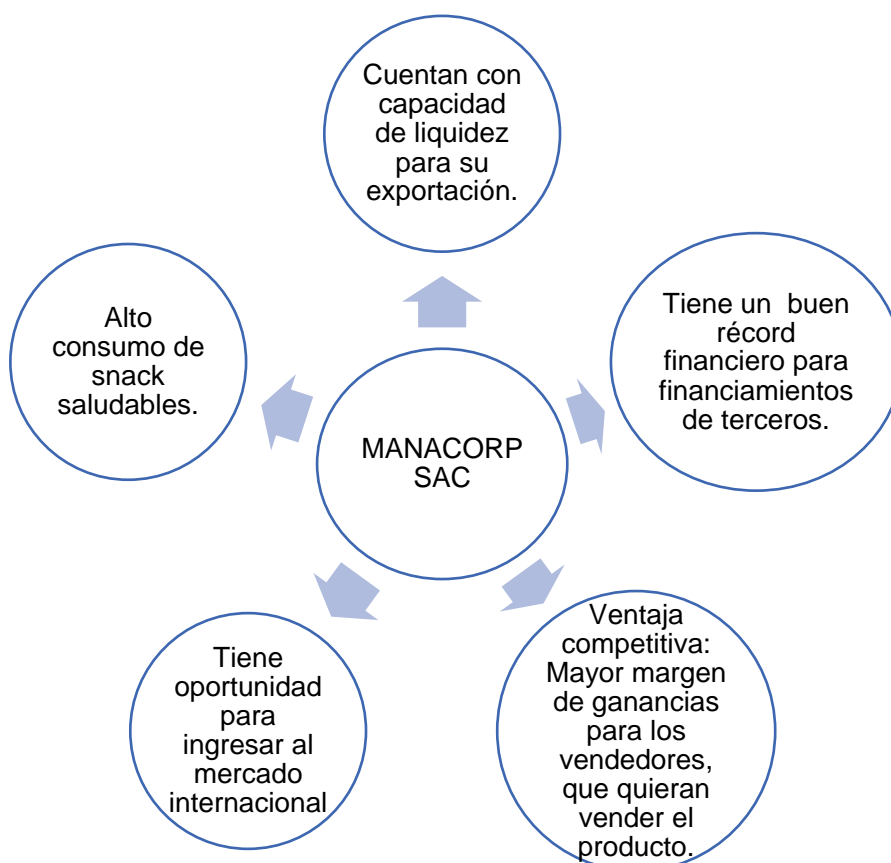 Cuentan con
capacidad
de liquidez
para su
exportación.
Alto
consumo de
snack
saludables.
Tiene un  buen
récord
financiero para
financiamientos
de terceros.
MANACORP
SAC
Tiene
oportunidad
para
ingresar al
mercado
internacional
Ventaja
competitiva:
Mayor margen
de ganancias
para los
vendedores,
que quieran
vender el
producto.